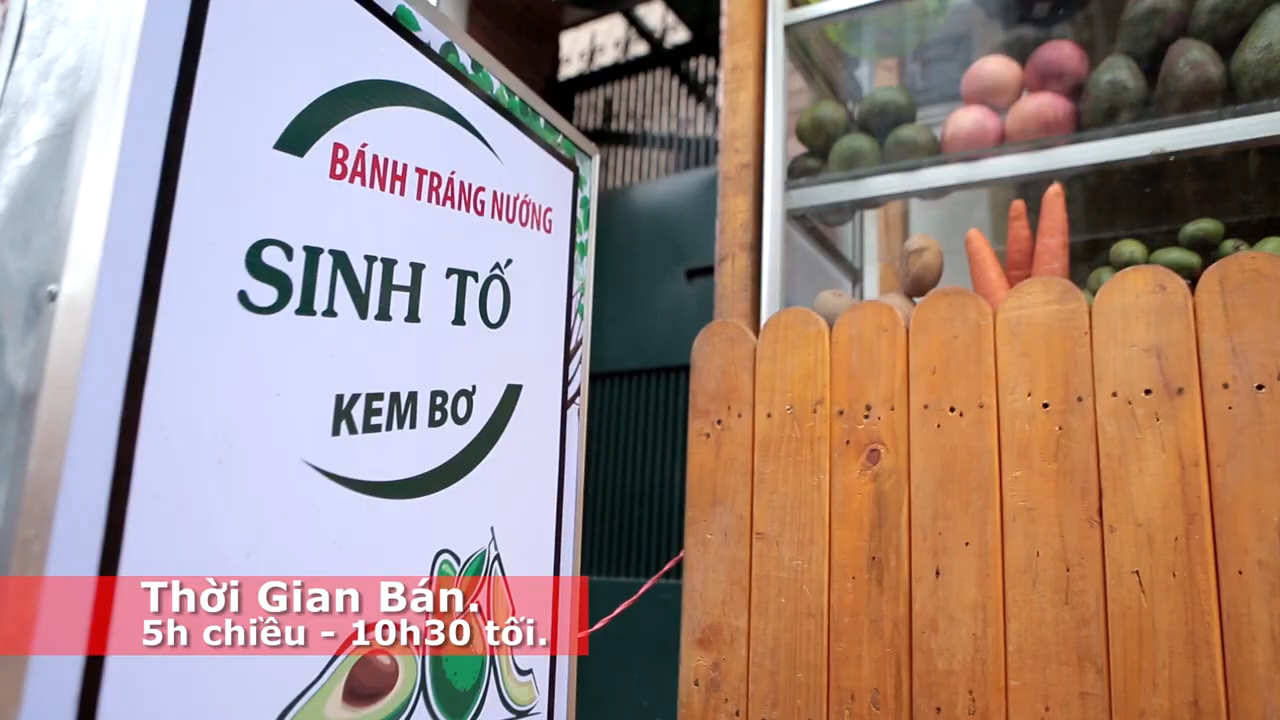 BÁNH TRÁNG NƯỚNG
SINH TỐ
KEM BƠ
Thời Gian Bán.
5h chiều - 10h30 tối.